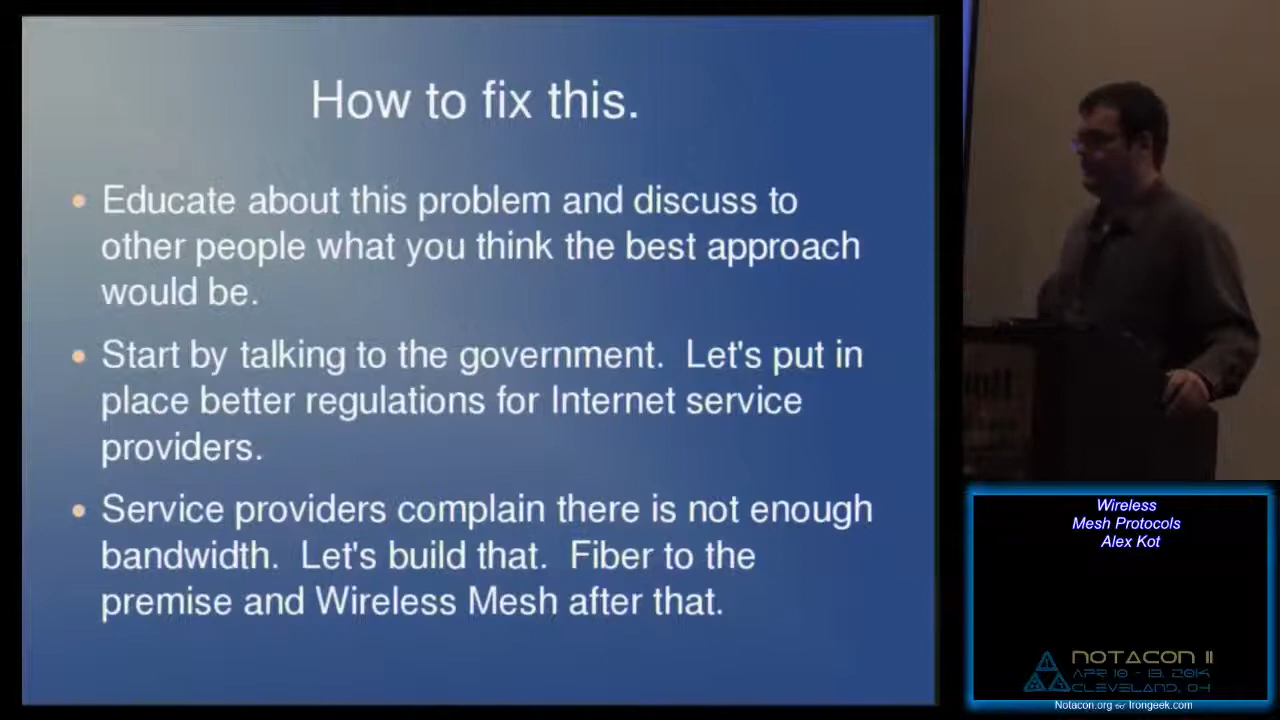 How to fix this.
• Educate about this problem and discuss to
other people what you think the best approach
would be.
• Start by talking to the government.  Let's put in
place better regulations for Internet service
providers.
• Service providers complain there is not enough
bandwidth.  Let's build that.  Fiber to the
premise and Wireless Mesh after that.
Wireless
Mesh Protocols
Alex Kot
NOTACON 11
APR 10 - 13, 2014
CLEVELAND, OH
Notacon.org Irongeek.com